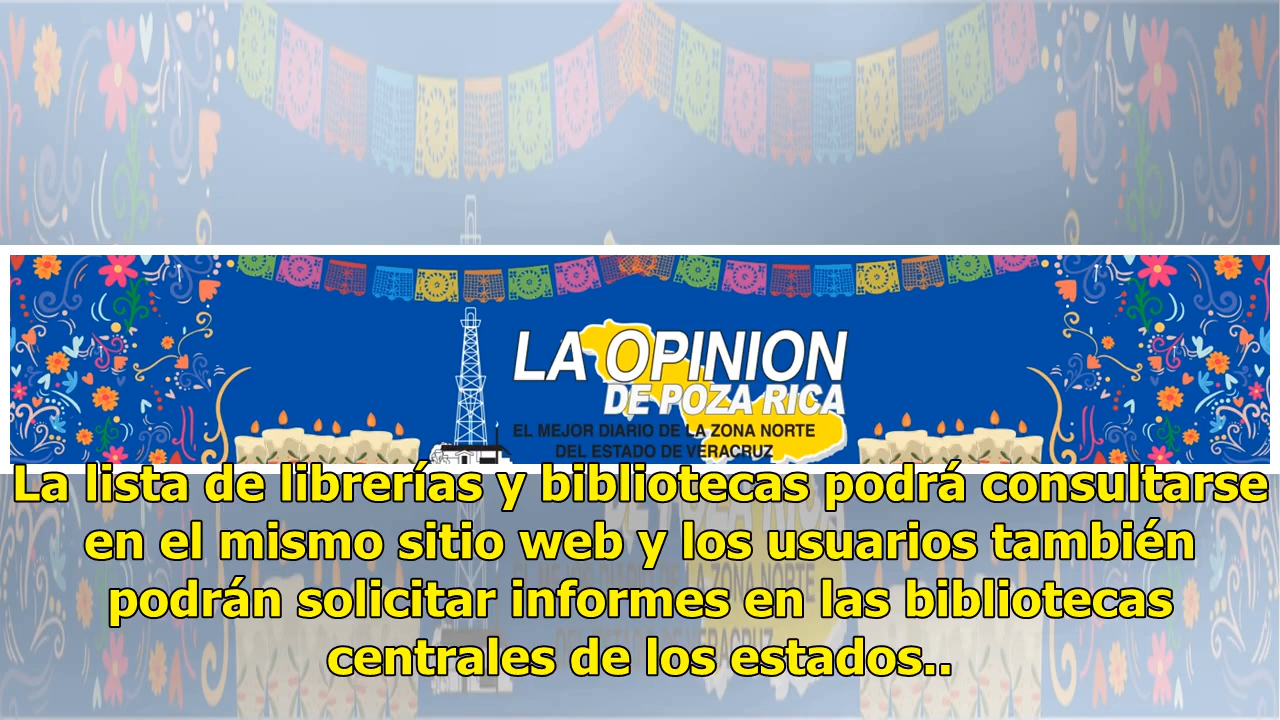 LA OPINION
DE POZA RICA
EL MEJOR DIARIO DE LA ZONA NORTE
DEL ESTADO DE VERACRUZ
La lista de librerías y bibliotecas podrá consultarse
en el mismo sitio web y los usuarios también
podrán solicitar informes en las bibliotecas
centrales de los estados..